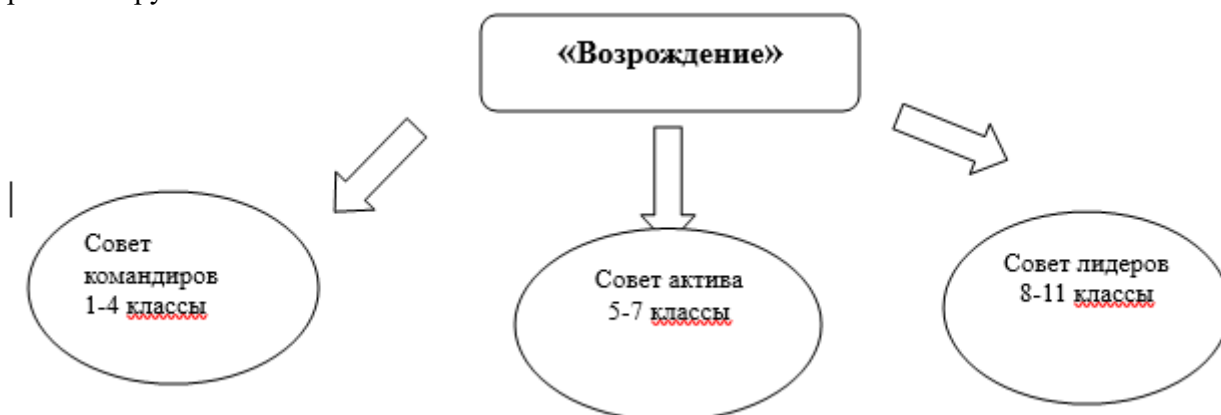 «Возрождение»
Совет
командиров
1-4 классы
Совет актива
5-7 классы
Совет лидеров
8-11 классы